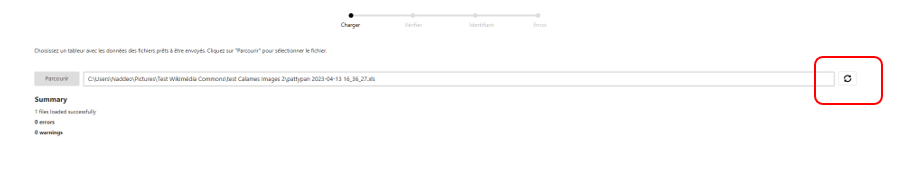 Charger Vérifier Identifiant Envoi
Choisissez un tableur avec les données des fichiers prêts à être envoyés. Cliquez sur "Parcourir" pour sélectionner le fichier.
Parcourir C:\Users\Naddeo\Pictures\Test Wikimédia Commons\test Calames Images 2\pattypan 2023-04-13 16_36_27.xls
Summary
1 files loaded successfully
0 errors
0 warnings